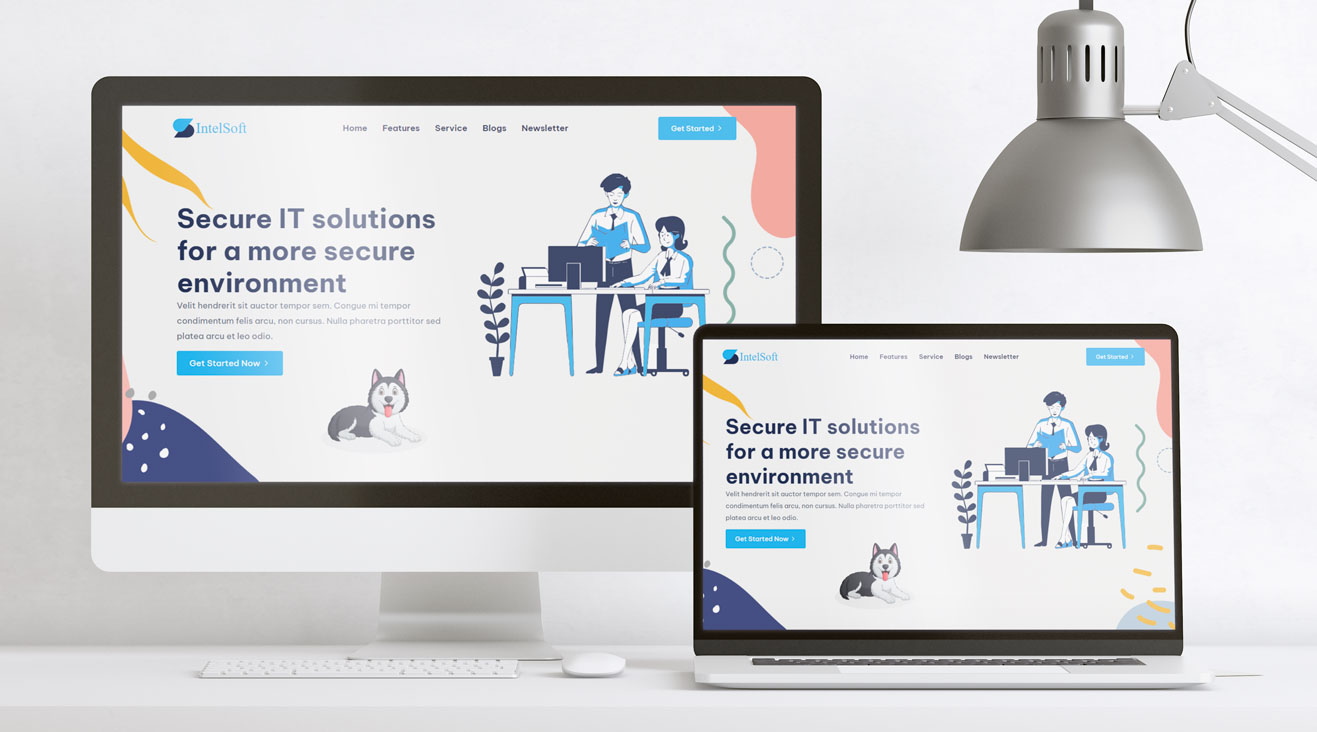 IntelSoft
Home Features Service Blogs Newsletter
Get Started
Secure IT solutions
for a more secure
environment
Velit hendrerit sit auctor tempor sem. Congue mi tempor
condimentum felis arcu, non cursus. Nulla pharetra porttitor sed
platea arcu et leo odio.
Get Started Now
IntelSoft
Home Features Service Blogs Newsletter
Get Started
Secure IT solutions
for a more secure
environment
Velit hendrerit sit auctor tempor sem. Congue mi tempor
condimentum felis arcu, non cursus. Nulla pharetra porttitor sed
platea arcu et leo odio.
Get Started Now